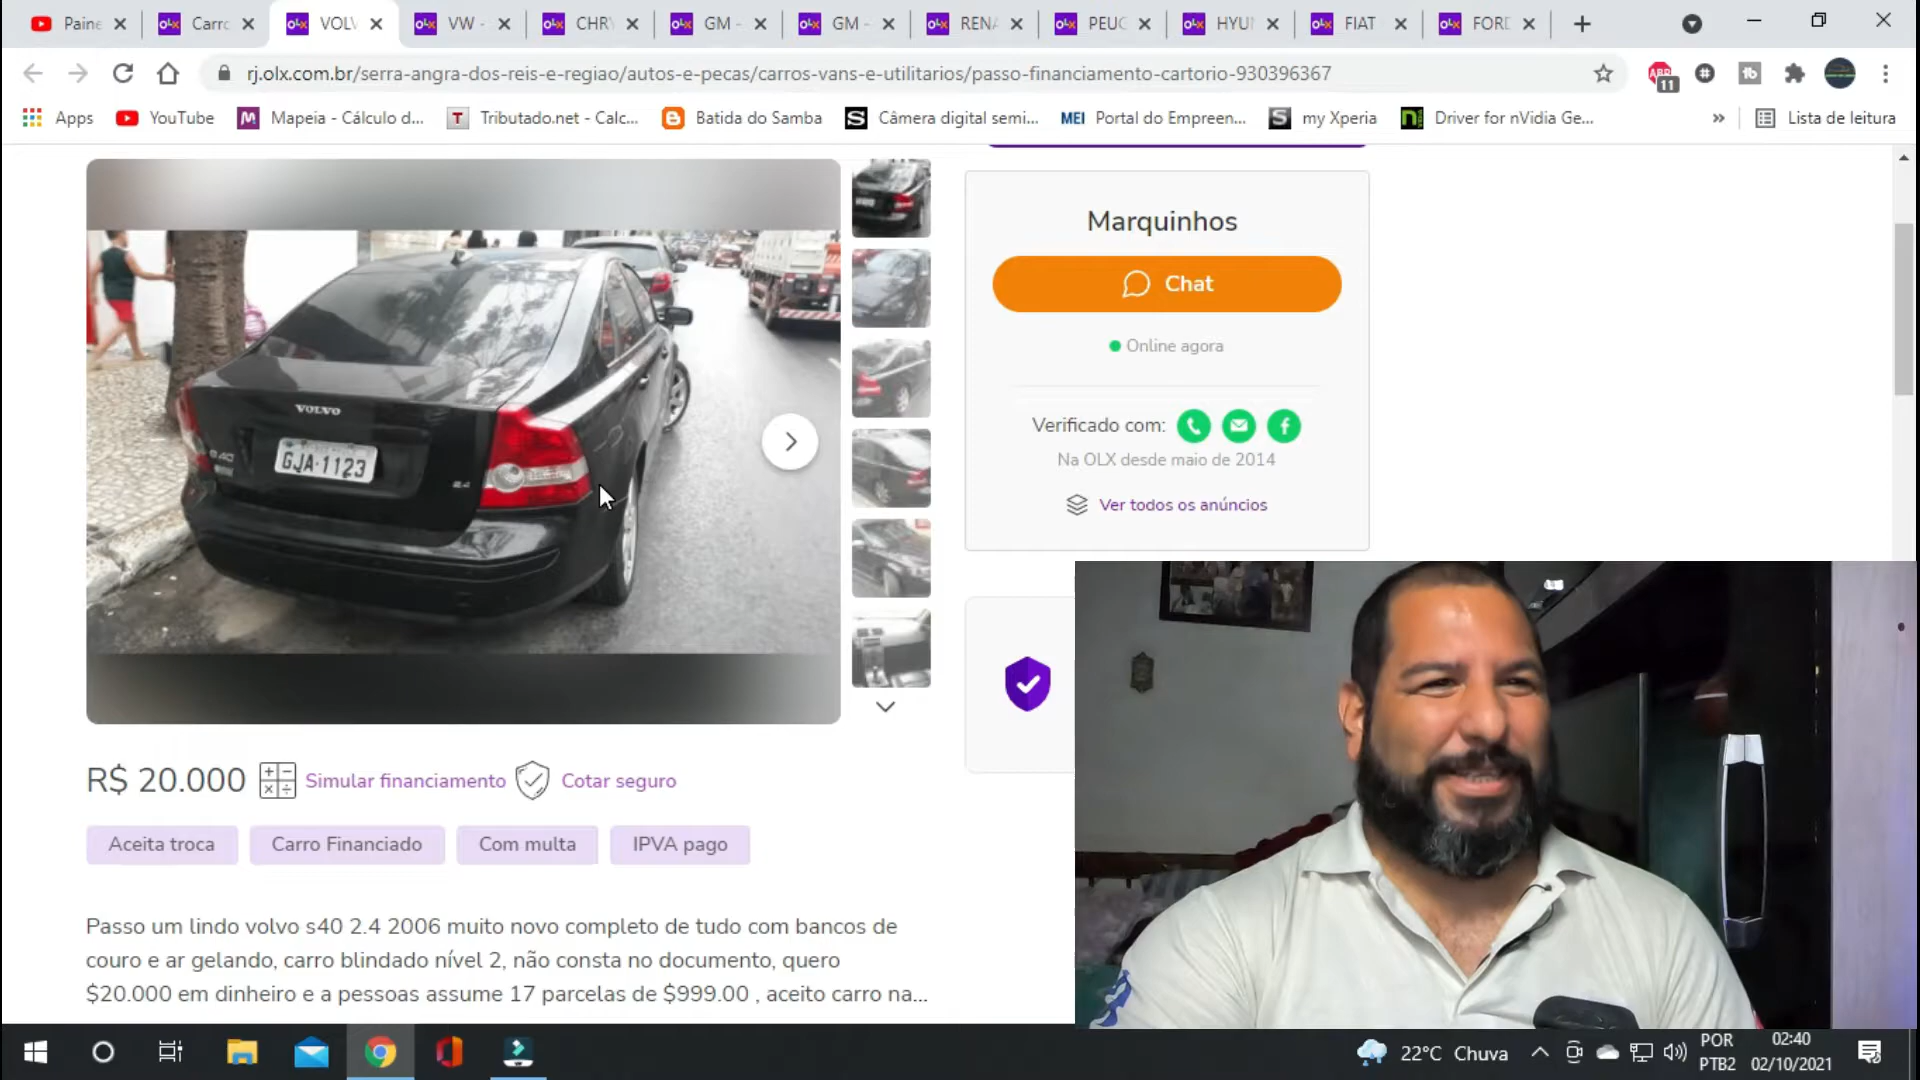 Paine
Carro
VOLV
VW -
CHRY
GM -
GM -
RENA
PEUG
HYUN
FIAT
FORD
rj.olx.com.br/serra-angra-dos-reis-e-regiao/autos-e-pecas/carros-vans-e-utilitarios/passo-financiamento-cartorio-930396367
ABP
11
Apps
YouTube
Mapeia - Cálculo d...
Tributado.net - Calc...
Batida do Samba
Câmera digital semi...
MEI Portal do Empreen...
my Xperia
Driver for nVidia Ge...
»
Lista de leitura
Marquinhos
Chat
Online agora
Verificado com:
Na OLX desde maio de 2014
Ver todos os anúncios
VOLVO
S40
GJA·1123
2.4
R$ 20.000
Simular financiamento
Cotar seguro
Aceita troca
Carro Financiado
Com multa
IPVA pago
Passo um lindo volvo s40 2.4 2006 muito novo completo de tudo com bancos de
couro e ar gelando, carro blindado nível 2, não consta no documento, quero
$20.000 em dinheiro e a pessoas assume 17 parcelas de $999.00 , aceito carro na...
22°C Chuva
POR
PTB2
02:40
02/10/2021